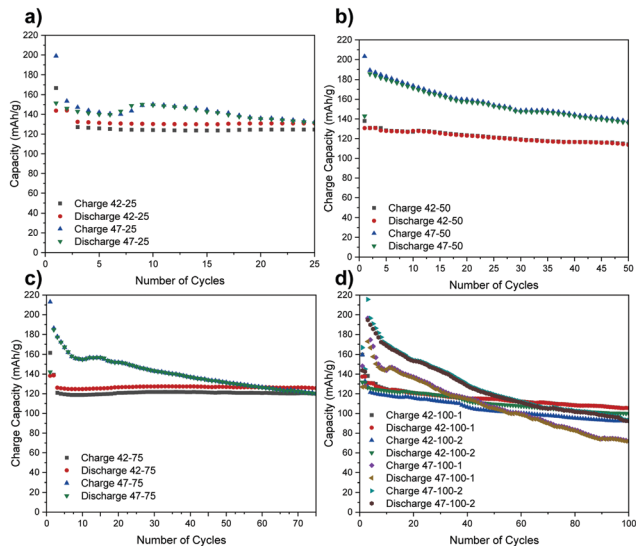 a)
220
200
180
160
140
120
100
80
60
40
20
0
Capacity (mAh/g)
Charge 42-25
Discharge 42-25
Charge 47-25
Discharge 47-25
0 5 10 15 20 25
Number of Cycles
b)
220
200
180
160
140
120
100
80
60
40
20
0
Charge Capacity (mAh/g)
Charge 42-50
Discharge 42-50
Charge 47-50
Discharge 47-50
0 5 10 15 20 25 30 35 40 45 50
Number of Cycles
c)
220
200
180
160
140
120
100
80
60
40
20
0
Charge Capacity (mAh/g)
Charge 42-75
Discharge 42-75
Charge 47-75
Discharge 47-75
0 10 20 30 40 50 60 70
Number of Cycles
d)
220
200
180
160
140
120
100
80
60
40
20
0
Capacity (mAh/g)
Charge 42-100-1
Discharge 42-100-1
Charge 42-100-2
Discharge 42-100-2
Charge 47-100-1
Discharge 47-100-1
Charge 47-100-2
Discharge 47-100-2
0 20 40 60 80 100
Number of Cycles